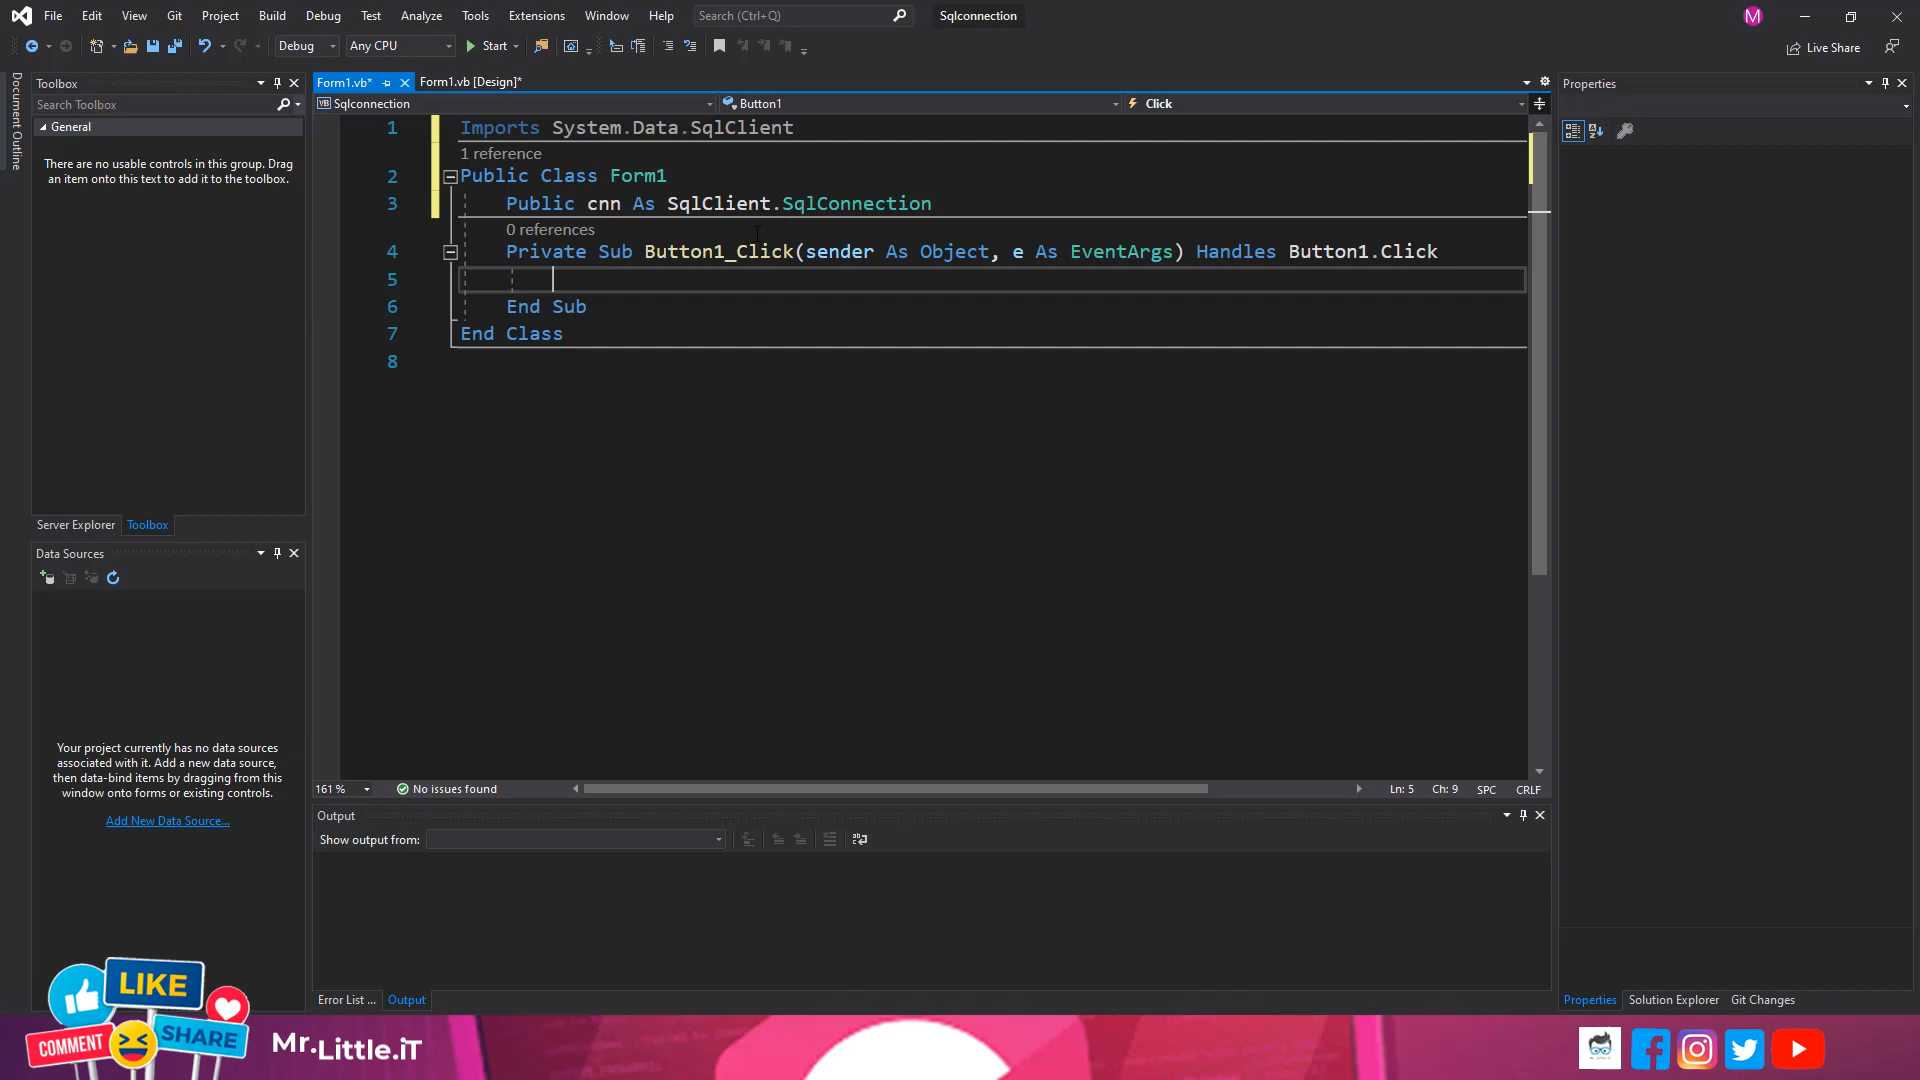 File Edit View Git Project Build Debug Test Analyze Tools Extensions Window Help Search (Ctrl+Q) Sqlconnection M
Debug Any CPU Start Live Share
Document Outline
Toolbox
Search Toolbox
General
There are no usable controls in this group. Drag
an item onto this text to add it to the toolbox.
Server Explorer Toolbox
Data Sources
Your project currently has no data sources
associated with it. Add a new data source,
then data-bind items by dragging from this
window onto forms or existing controls.
Add New Data Source...
Form1.vb* Form1.vb [Design]*
VB Sqlconnection Button1 Click
1 Imports System.Data.SqlClient
1 reference
2 Public Class Form1
3 Public cnn As SqlClient.SqlConnection
0 references
4 Private Sub Button1_Click(sender As Object, e As EventArgs) Handles Button1.Click
5
6 End Sub
7 End Class
8
161 % No issues found Ln: 5 Ch: 9 SPC CRLF
Output
Show output from:
Error List ... Output
Properties
Properties Solution Explorer Git Changes
LIKE
COMMENT
SHARE
Mr.Little.iT